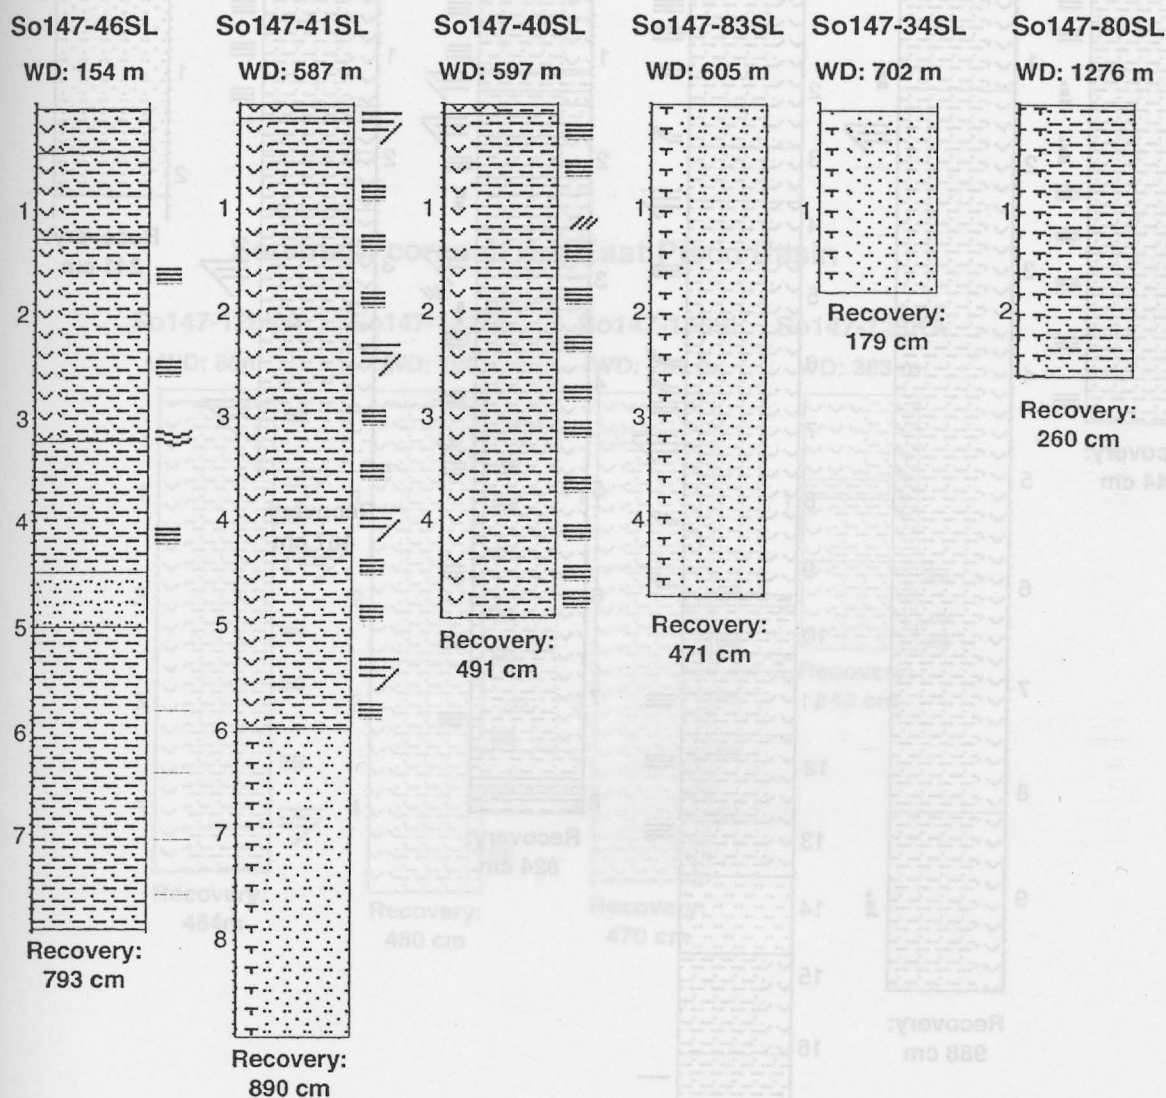 So147-46SL
WD: 154 m
1
2
3
4
5
6
7
Recovery:
793 cm
So147-41SL
WD: 587 m
1
2
3
4
5
6
7
8
Recovery:
890 cm
So147-40SL
WD: 597 m
1
2
3
4
Recovery:
491 cm
So147-83SL
WD: 605 m
1
2
3
4
Recovery:
471 cm
So147-34SL
WD: 702 m
1
Recovery:
179 cm
So147-80SL
WD: 1276 m
1
2
Recovery:
260 cm